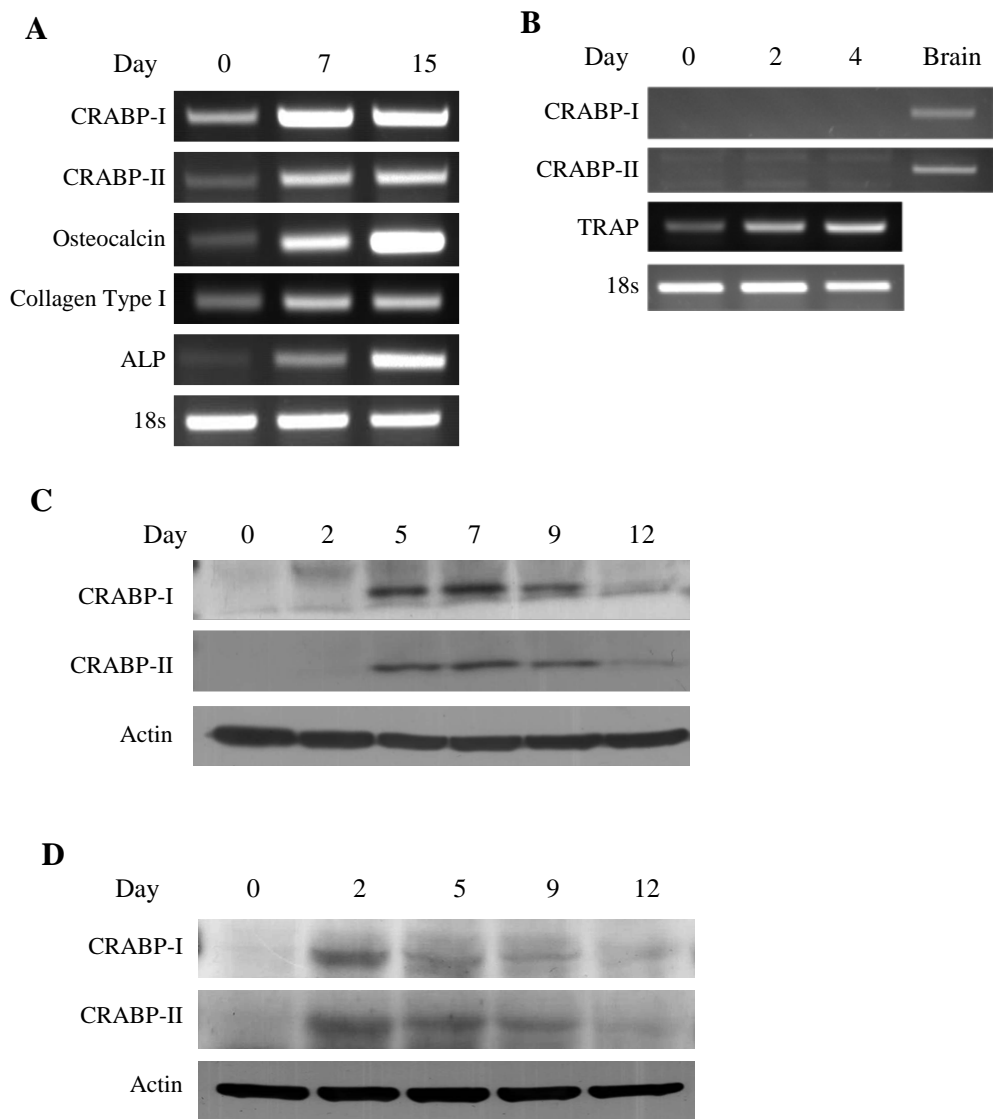 A
Day 0 7 15
CRABP-I
CRABP-II
Osteocalcin
Collagen Type I
ALP
18s
B
Day 0 2 4 Brain
CRABP-I
CRABP-II
TRAP
18s
C
Day 0 2 5 7 9 12
CRABP-I
CRABP-II
Actin
D
Day 0 2 5 9 12
CRABP-I
CRABP-II
Actin